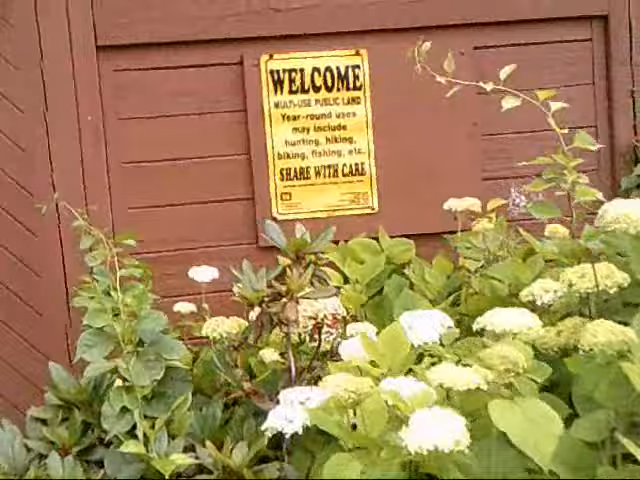 WELCOME
MULTI-USE PUBLIC LAND
Year-round uses
may include
hunting, hiking,
biking, fishing, etc.
SHARE WITH CARE